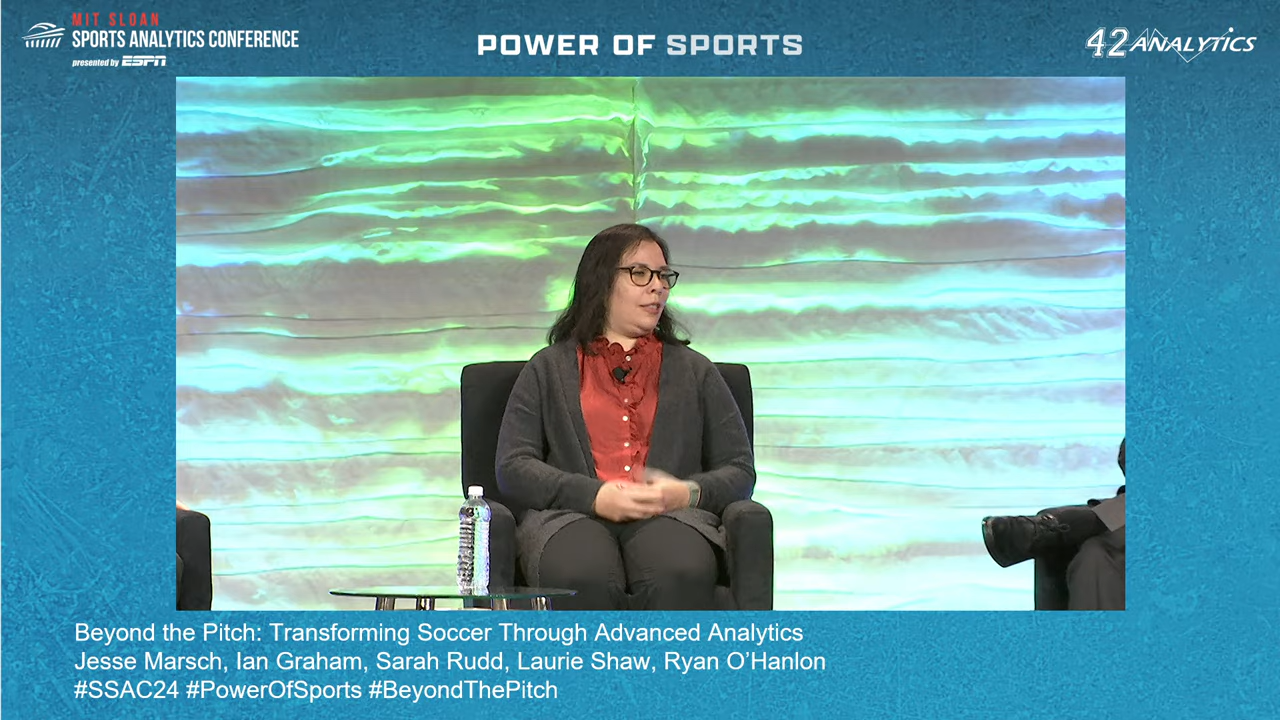 MIT SLOAN
SPORTS ANALYTICS CONFERENCE
presented by ESPN
POWER OF SPORTS
42 ANALYTICS
Beyond the Pitch: Transforming Soccer Through Advanced Analytics
Jesse Marsch, Ian Graham, Sarah Rudd, Laurie Shaw, Ryan O’Hanlon
#SSAC24 #PowerOfSports #BeyondThePitch